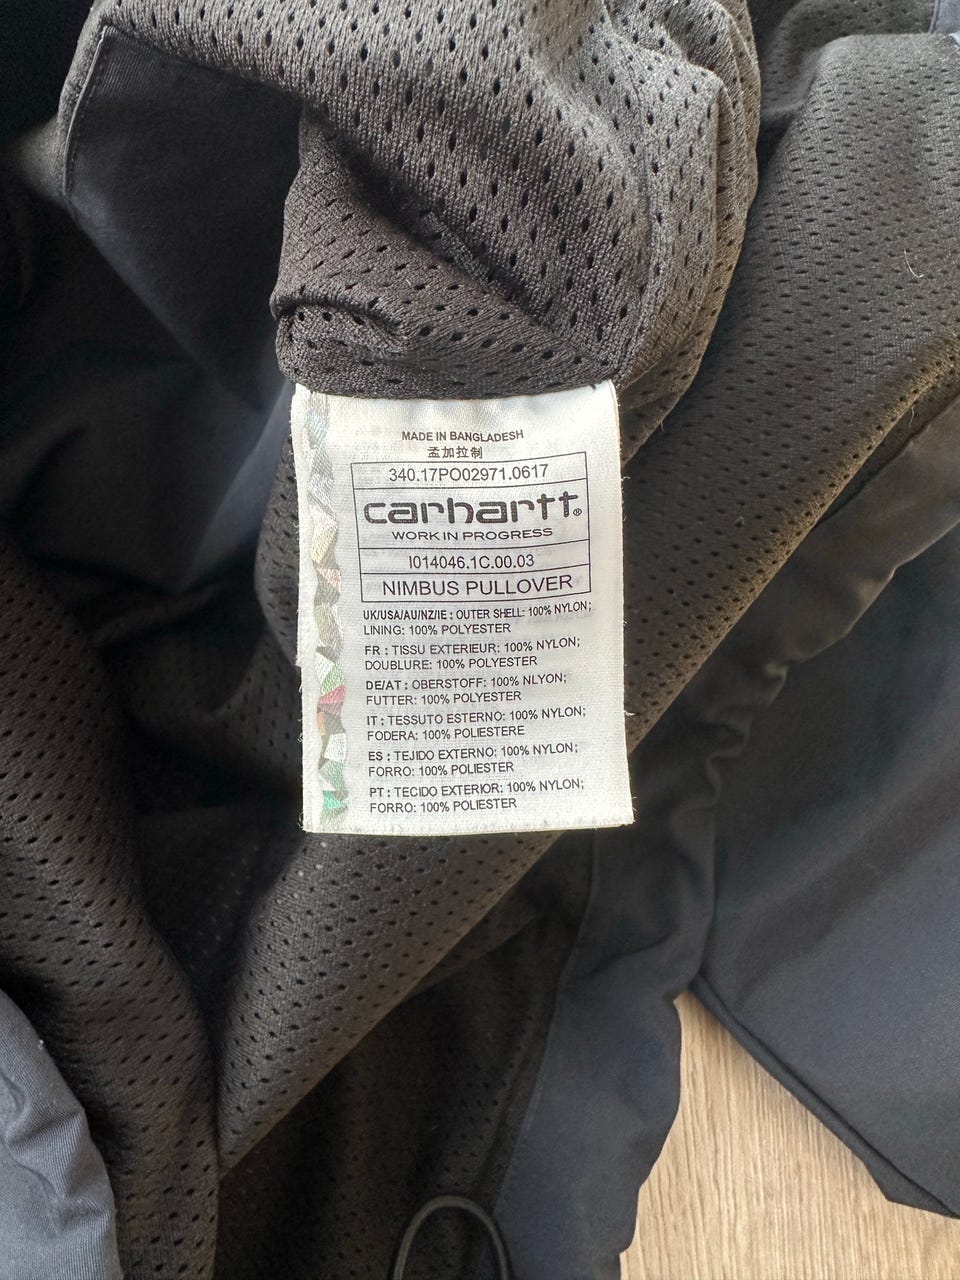 MADE IN BANGLADESH
孟加拉制
340.17PO02971.0617
carhartt®
WORK IN PROGRESS
I014046.1C.00.03
NIMBUS PULLOVER
UK/USA/AU/NZ/IE : OUTER SHELL: 100% NYLON;
LINING: 100% POLYESTER
FR : TISSU EXTERIEUR: 100% NYLON;
DOUBLURE: 100% POLYESTER
DE/AT : OBERSTOFF: 100% NLYON;
FUTTER: 100% POLYESTER
IT : TESSUTO ESTERNO: 100% NYLON;
FODERA: 100% POLIESTERE
ES : TEJIDO EXTERNO: 100% NYLON;
FORRO: 100% POLIESTER
PT : TECIDO EXTERIOR: 100% NYLON;
FORRO: 100% POLIESTER